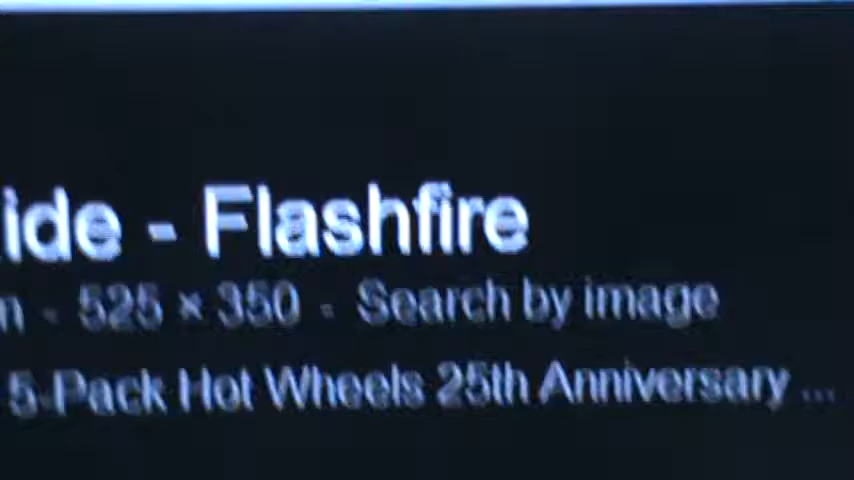 ide - Flashfire
n - 525 × 350 - Search by image
5-Pack Hot Wheels 25th Anniversary ...